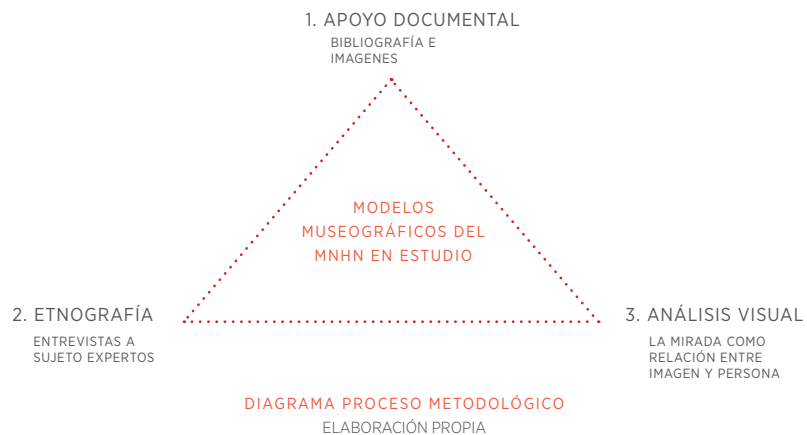 1. APOYO DOCUMENTAL
BIBLIOGRAFÍA E
IMAGENES
MODELOS
MUSEOGRÁFICOS DEL
MNHN EN ESTUDIO
2. ETNOGRAFÍA
ENTREVISTAS A
SUJETO EXPERTOS
3. ANÁLISIS VISUAL
LA MIRADA COMO
RELACIÓN ENTRE
IMAGEN Y PERSONA
DIAGRAMA PROCESO METODOLÓGICO
ELABORACIÓN PROPIA